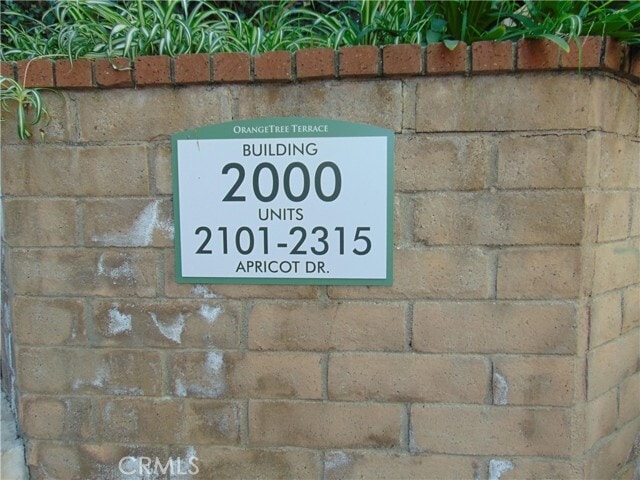 ORANGETREE TERRACE
BUILDING
2000
UNITS
2101-2315
APRICOT DR.
CRMLS